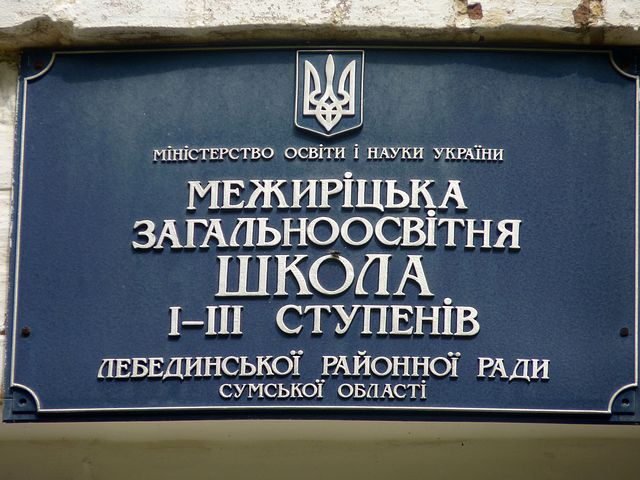 МІНІСТЕРСТВО ОСВІТИ І НАУКИ УКРАЇНИ
МЕЖИРІЦЬКА
ЗАГАЛЬНООСВІТНЯ
ШКОЛА
І–ІІІ СТУПЕНІВ
ЛЕБЕДИНСЬКОЇ РАЙОННОЇ РАДИ
СУМСЬКОЇ ОБЛАСТІ